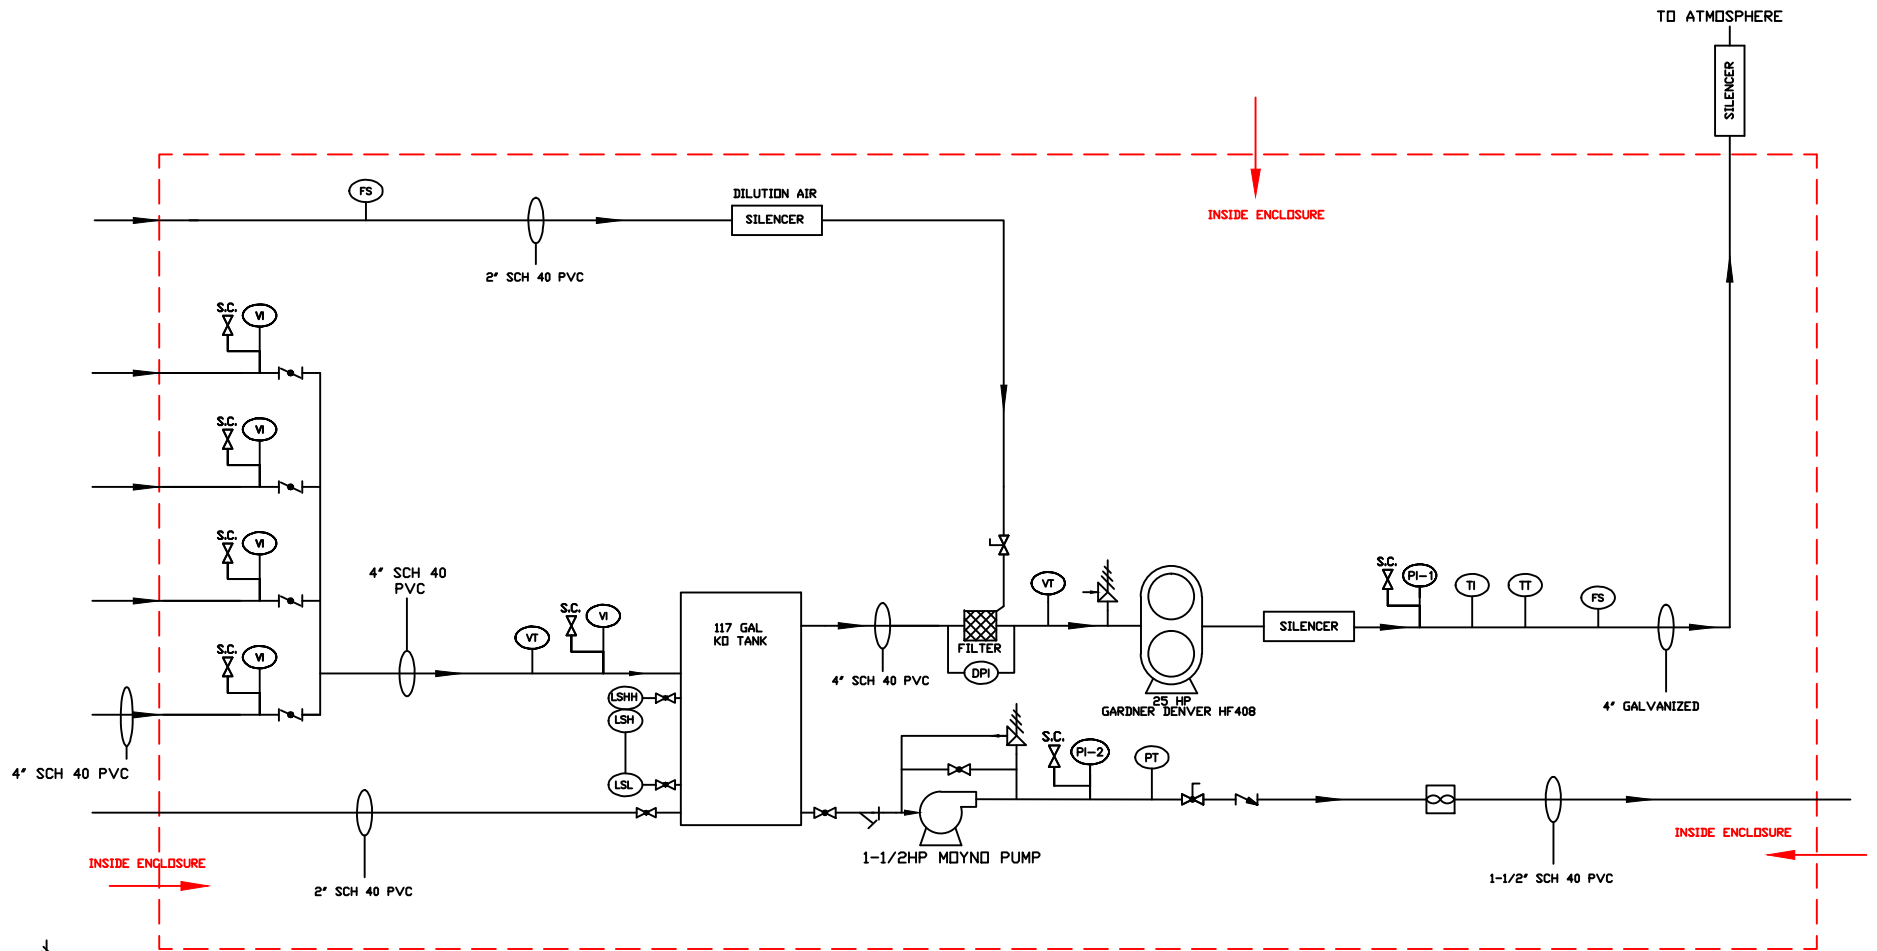 TO ATMOSPHERE
SILENCER
DILUTION AIR
FS
SILENCER
INSIDE ENCLOSURE
2" SCH 40 PVC
S.C.
VI
S.C.
VI
S.C.
VI
S.C.
VI
4" SCH 40
PVC
4" SCH 40 PVC
VT
S.C.
VI
117 GAL
KO TANK
LSHH
LSH
LSL
4" SCH 40 PVC
FILTER
DPI
VT
25 HP
GARDNER DENVER HF408
SILENCER
S.C.
PI-1
TI
TT
FS
4" GALVANIZED
S.C.
PI-2
PT
1-1/2HP MOYNO PUMP
INSIDE ENCLOSURE
2" SCH 40 PVC
INSIDE ENCLOSURE
1-1/2" SCH 40 PVC